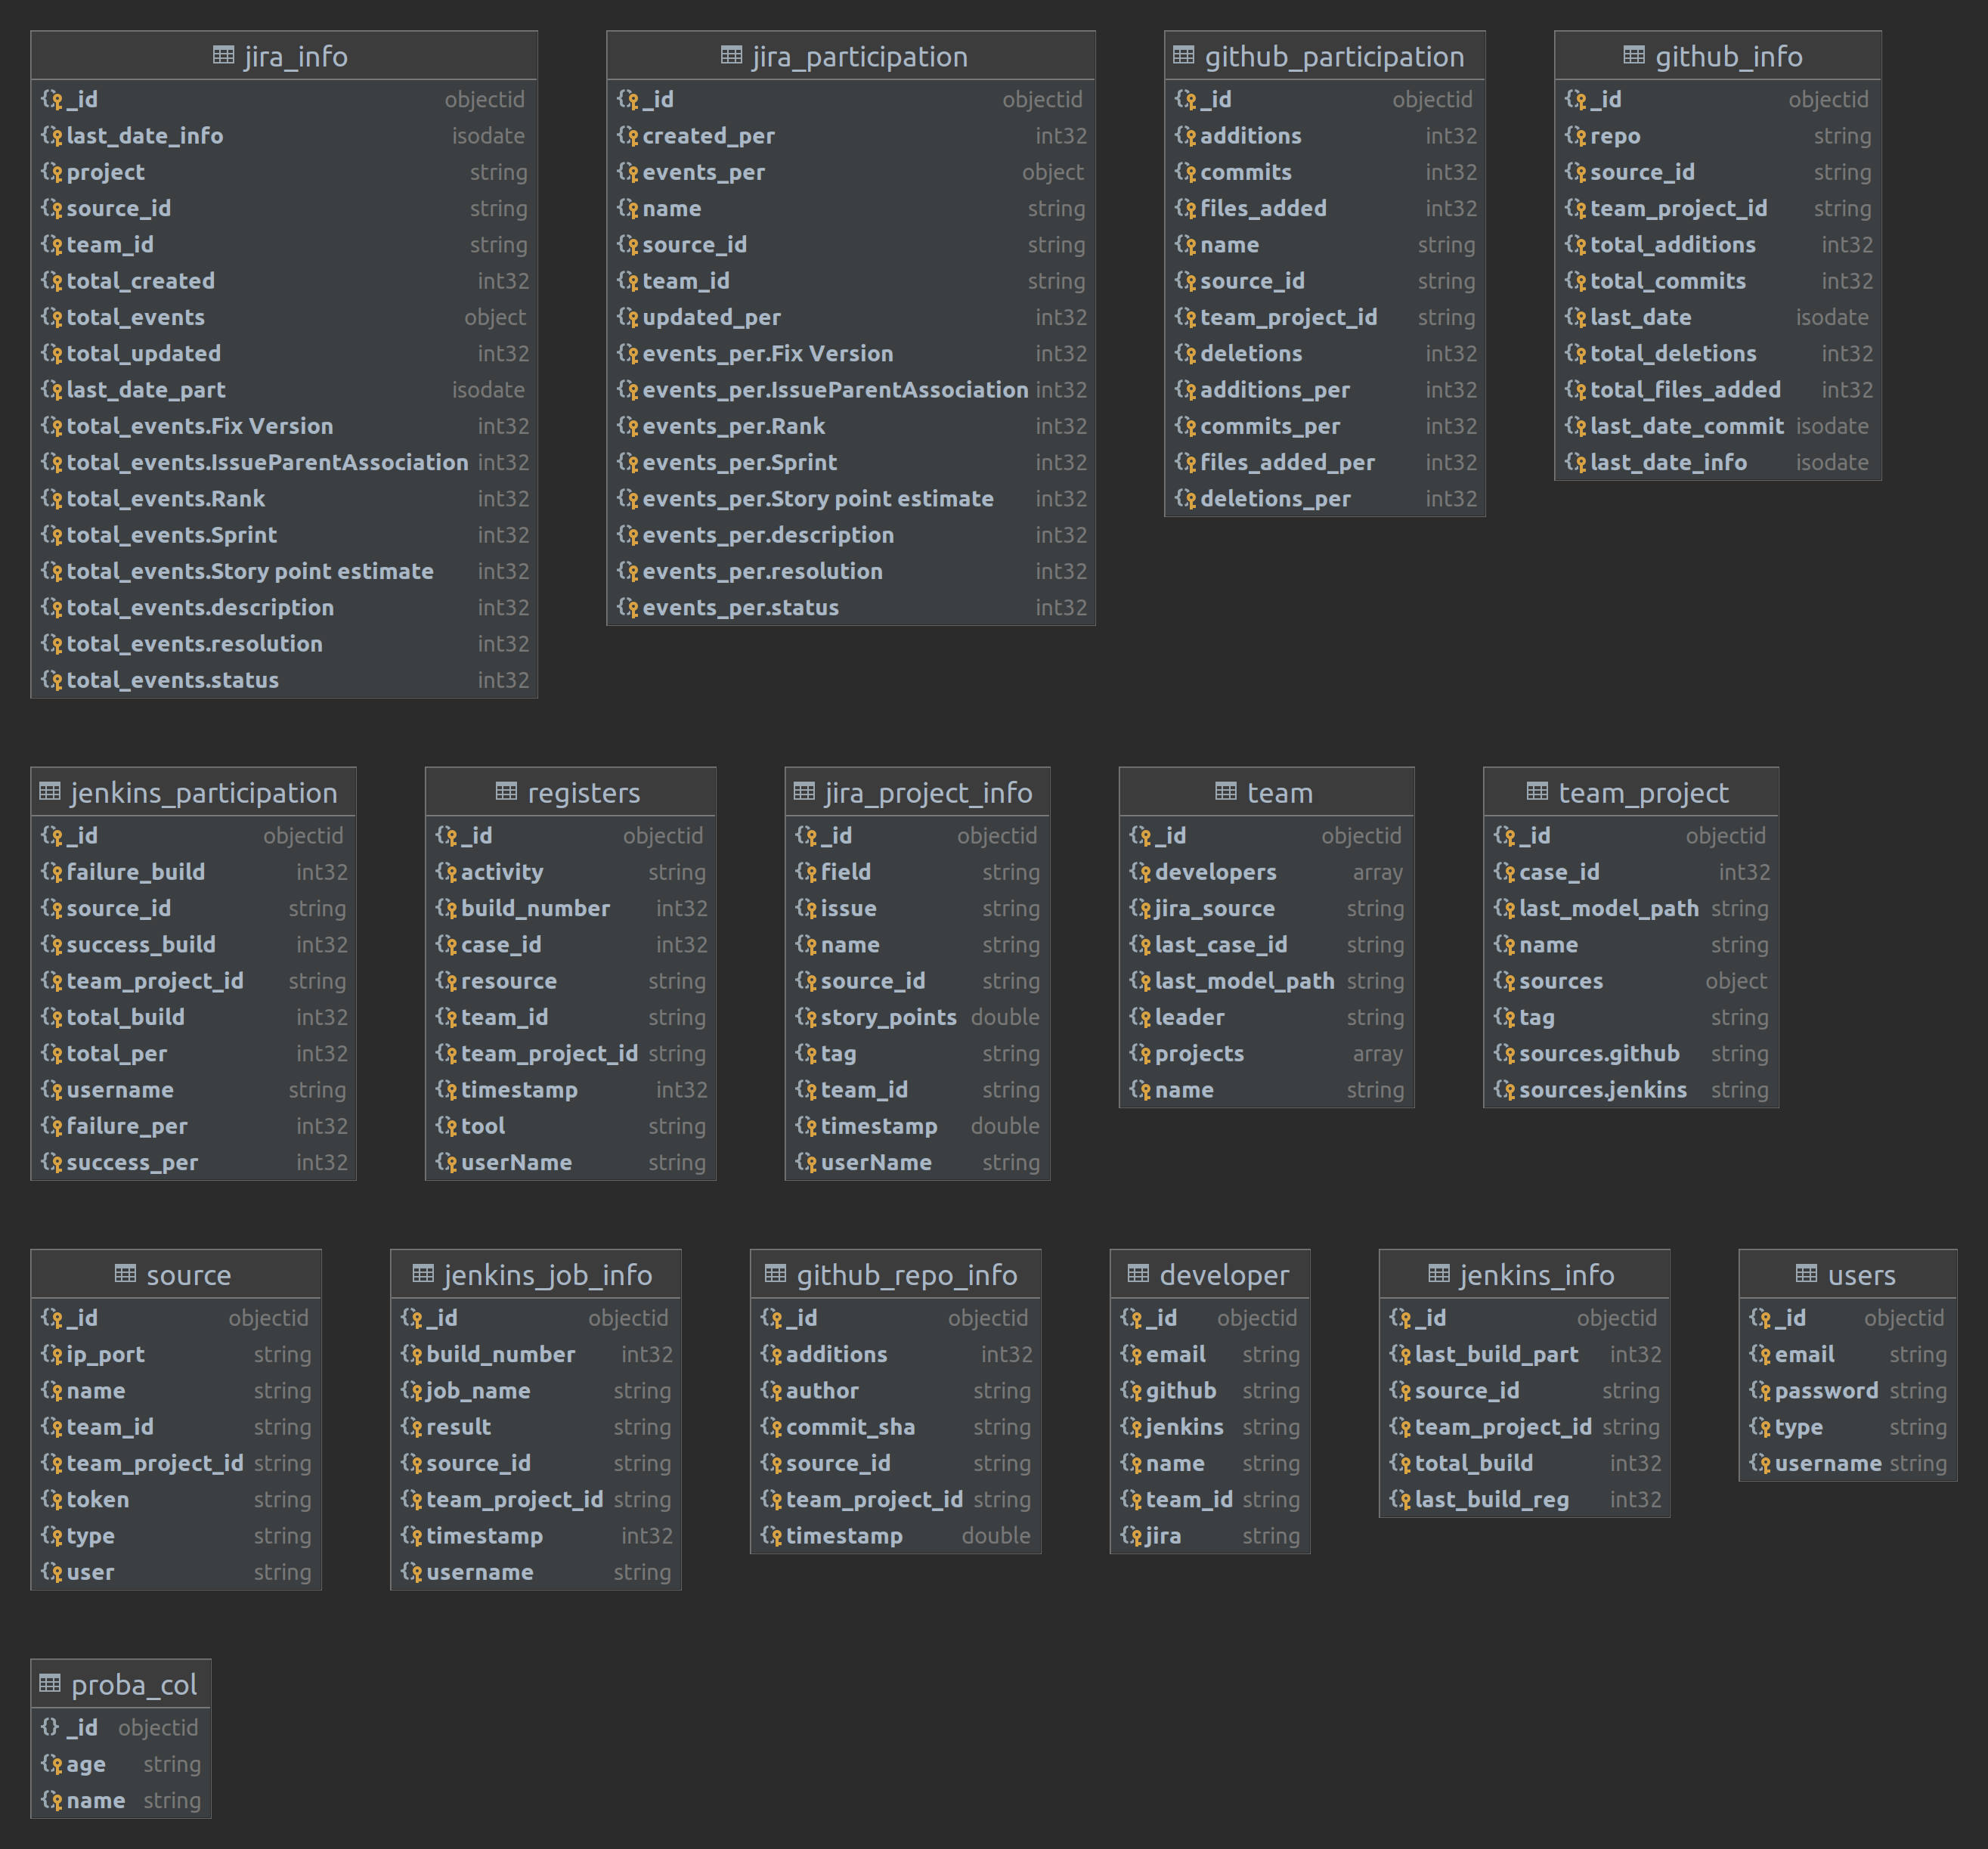 jira_info
_id objectid
last_date_info isodate
project string
source_id string
team_id string
total_created int32
total_events object
total_updated int32
last_date_part isodate
total_events.Fix Version int32
total_events.IssueParentAssociation int32
total_events.Rank int32
total_events.Sprint int32
total_events.Story point estimate int32
total_events.description int32
total_events.resolution int32
total_events.status int32
jira_participation
_id objectid
created_per int32
events_per object
name string
source_id string
team_id string
updated_per int32
events_per.Fix Version int32
events_per.IssueParentAssociation int32
events_per.Rank int32
events_per.Sprint int32
events_per.Story point estimate int32
events_per.description int32
events_per.resolution int32
events_per.status int32
github_participation
_id objectid
additions int32
commits int32
files_added int32
name string
source_id string
team_project_id string
deletions int32
additions_per int32
commits_per int32
files_added_per int32
deletions_per int32
github_info
_id objectid
repo string
source_id string
team_project_id string
total_additions int32
total_commits int32
last_date isodate
total_deletions int32
total_files_added int32
last_date_commit isodate
last_date_info isodate
jenkins_participation
_id objectid
failure_build int32
source_id string
success_build int32
team_project_id string
total_build int32
total_per int32
username string
failure_per int32
success_per int32
registers
_id objectid
activity string
build_number int32
case_id int32
resource string
team_id string
team_project_id string
timestamp int32
tool string
userName string
jira_project_info
_id objectid
field string
issue string
name string
source_id string
story_points double
tag string
team_id string
timestamp double
userName string
team
_id objectid
developers array
jira_source string
last_case_id string
last_model_path string
leader string
projects array
name string
team_project
_id objectid
case_id int32
last_model_path string
name string
sources object
tag string
sources.github string
sources.jenkins string
source
_id objectid
ip_port string
name string
team_id string
team_project_id string
token string
type string
user string
jenkins_job_info
_id objectid
build_number int32
job_name string
result string
source_id string
team_project_id string
timestamp int32
username string
github_repo_info
_id objectid
additions int32
author string
commit_sha string
source_id string
team_project_id string
timestamp double
developer
_id objectid
email string
github string
jenkins string
name string
team_id string
jira string
jenkins_info
_id objectid
last_build_part int32
source_id string
team_project_id string
total_build int32
last_build_reg int32
users
_id objectid
email string
password string
type string
username string
proba_col
_id objectid
age string
name string